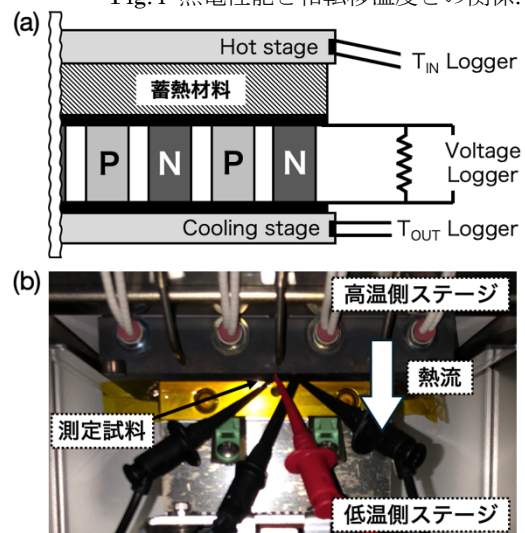 Fig.1 熱電性能と相転移温度との関係.
(a)
Hot stage
T_IN Logger
蓄熱材料
P N P N
Voltage
Logger
Cooling stage
T_OUT Logger
(b)
高温側ステージ
熱流
測定試料
低温側ステージ